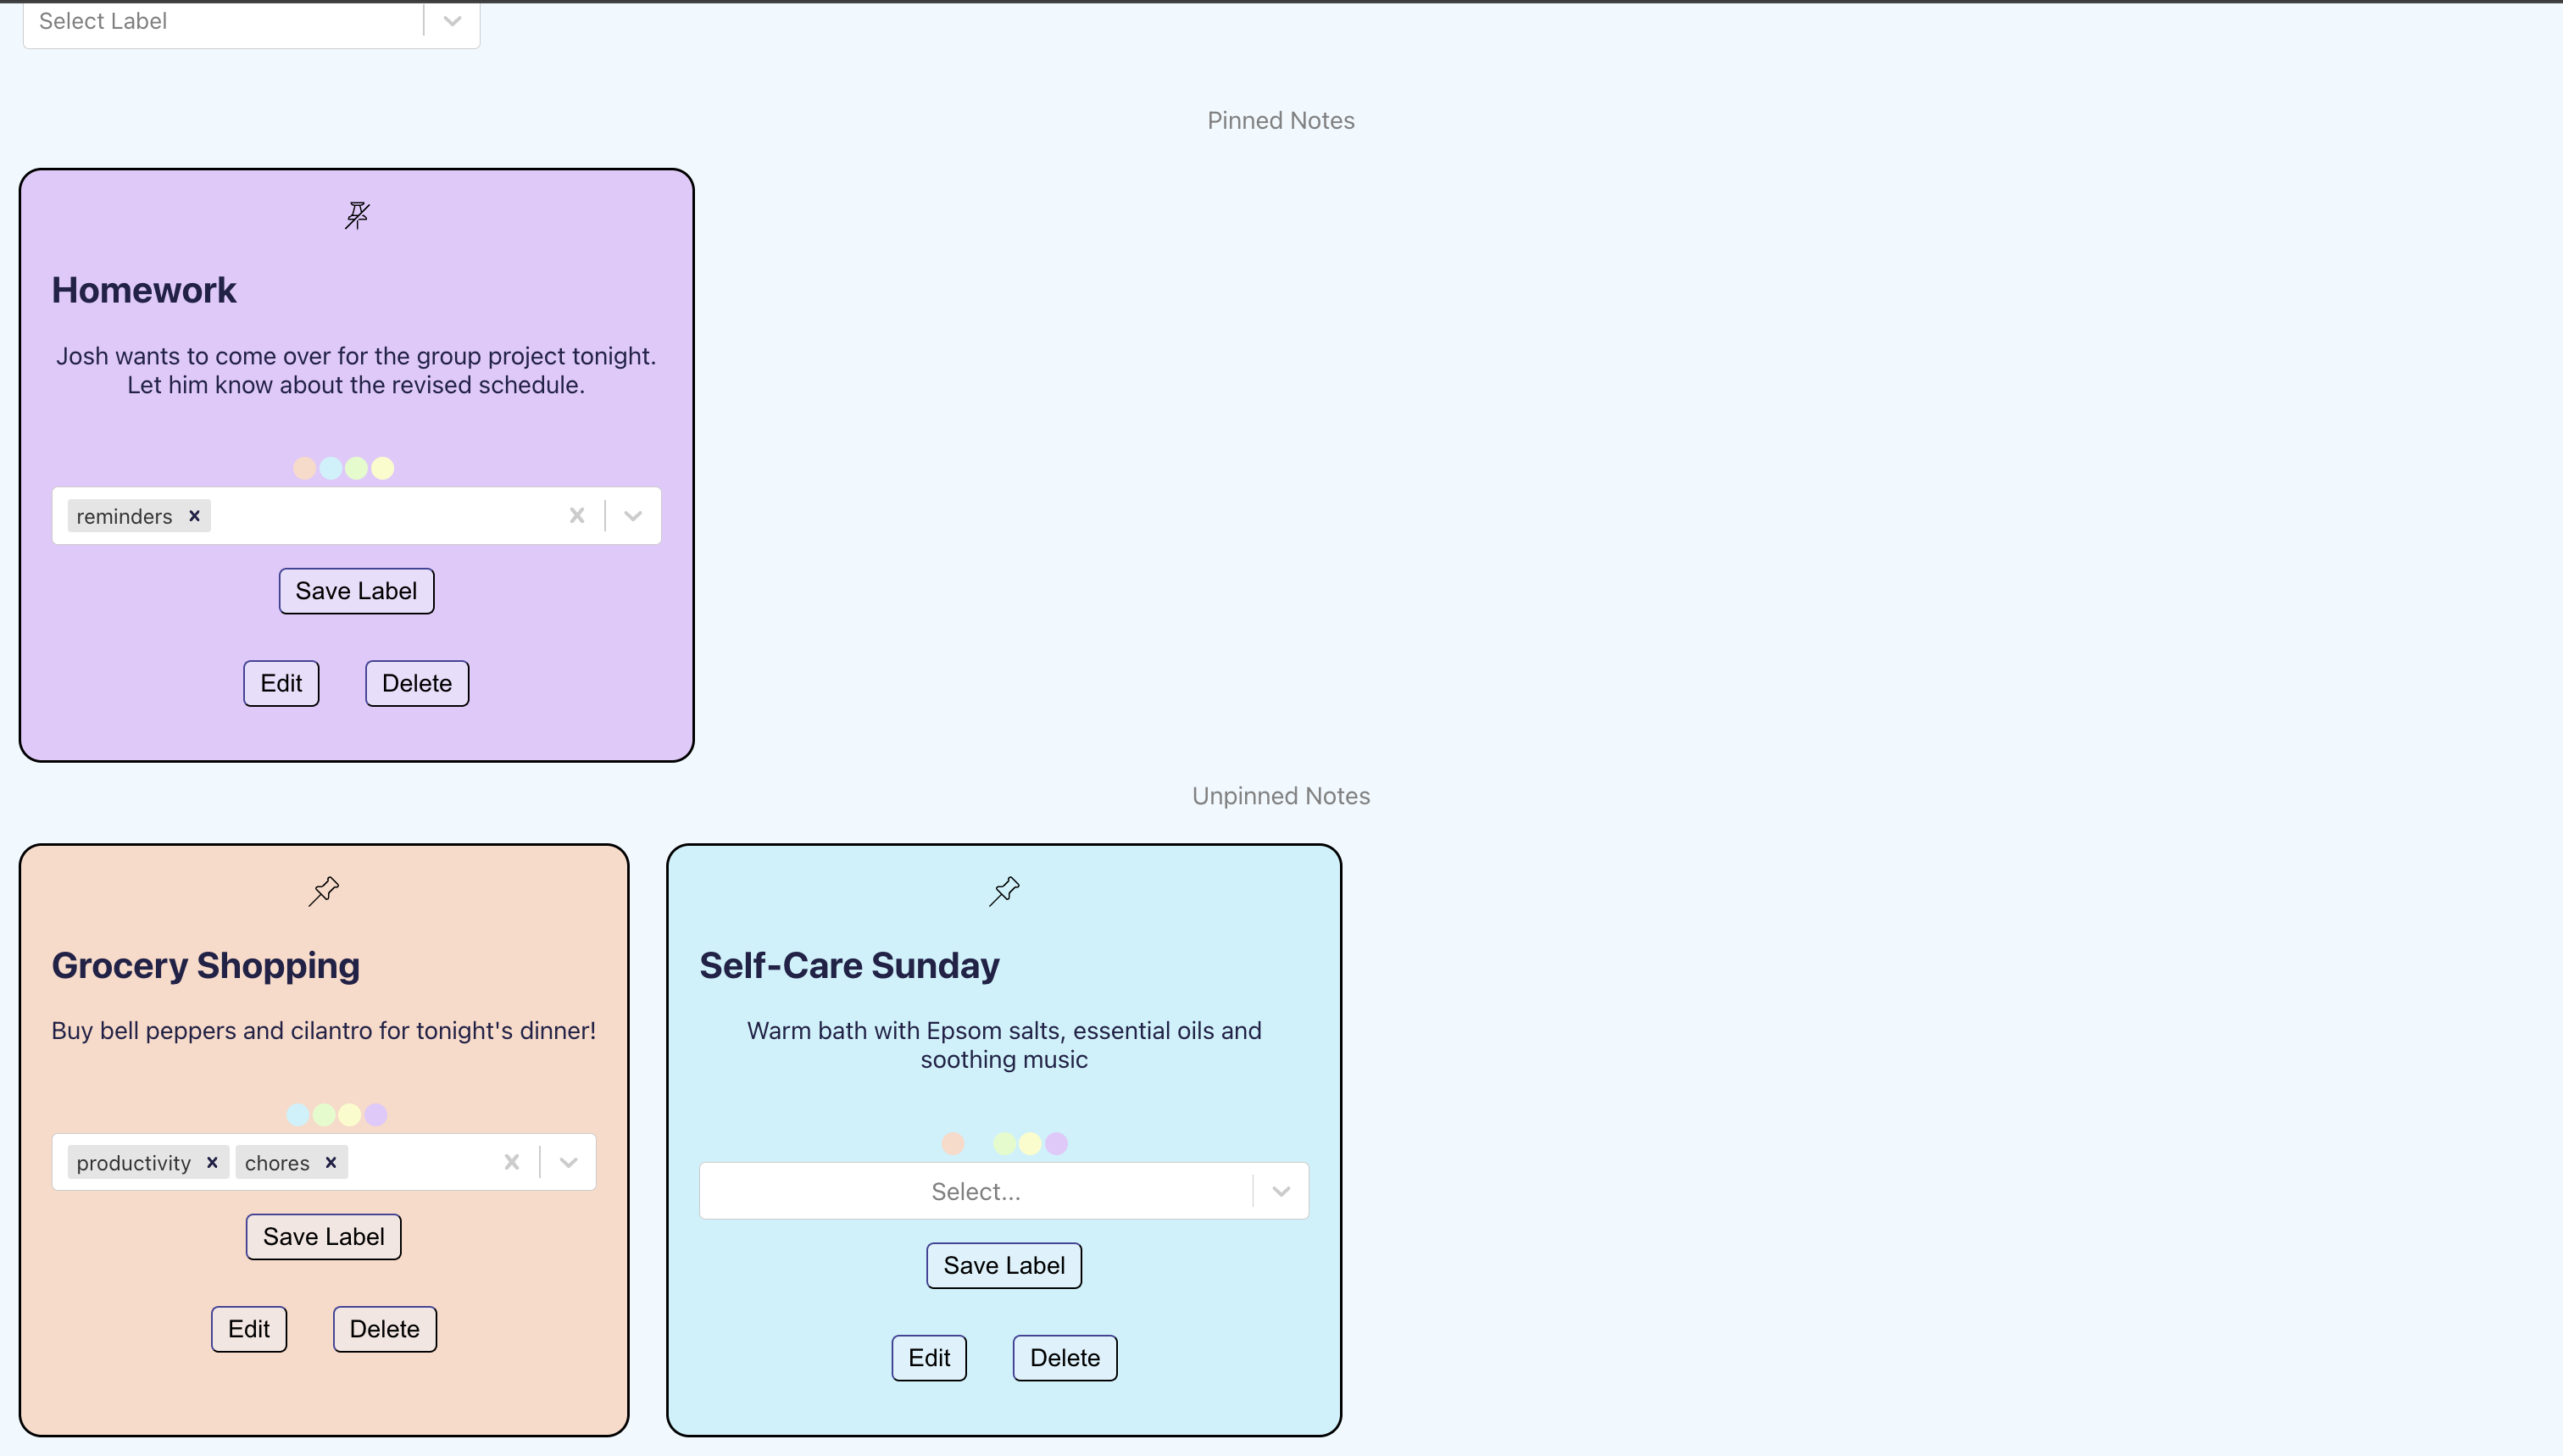 Select Label
Pinned Notes
Homework
Josh wants to come over for the group project tonight.
Let him know about the revised schedule.
reminders
Save Label
Edit Delete
Unpinned Notes
Grocery Shopping
Buy bell peppers and cilantro for tonight's dinner!
productivity chores
Save Label
Edit Delete
Self-Care Sunday
Warm bath with Epsom salts, essential oils and
soothing music
Select...
Save Label
Edit Delete